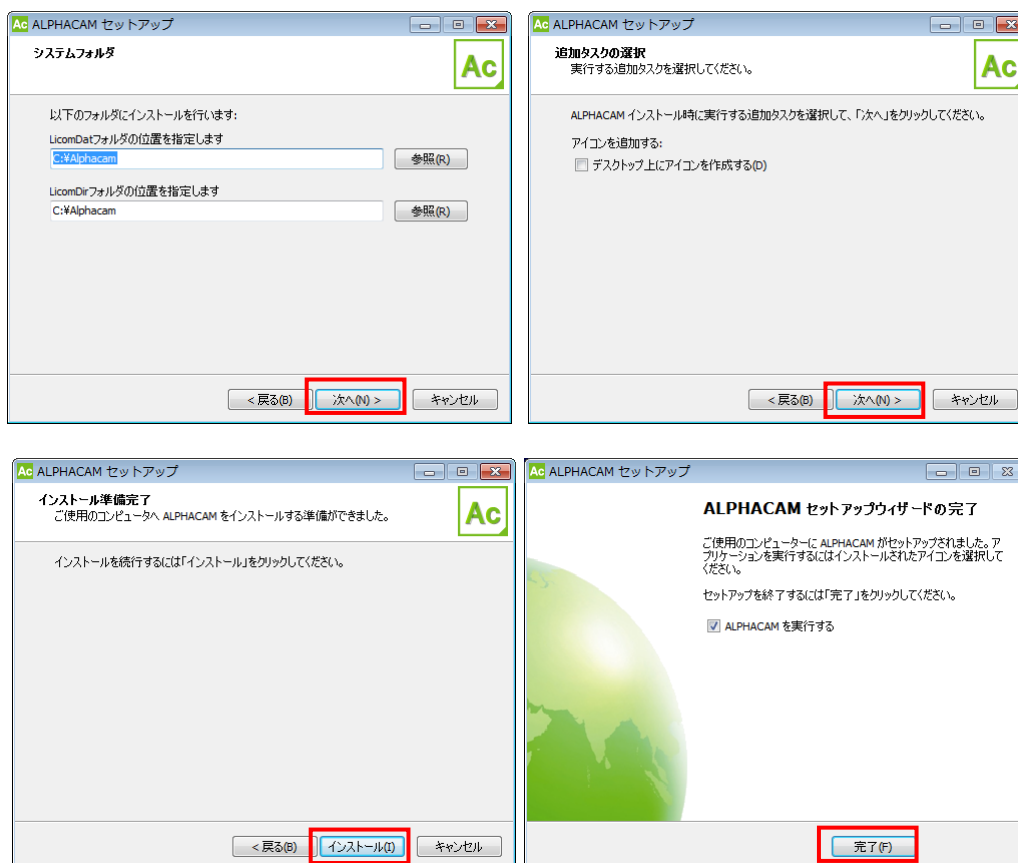 Ac ALPHACAM セットアップ
システムフォルダ
Ac
以下のフォルダにインストールを行います:
LicomDatフォルダの位置を指定します
C:¥Alphacam
参照(R)
LicomDirフォルダの位置を指定します
C:¥Alphacam
参照(R)
< 戻る(B)
次へ(N) >
キャンセル
Ac ALPHACAM セットアップ
追加タスクの選択
実行する追加タスクを選択してください。
Ac
ALPHACAM インストール時に実行する追加タスクを選択して、「次へ」をクリックしてください。
アイコンを追加する:
デスクトップ上にアイコンを作成する(D)
< 戻る(B)
次へ(N) >
キャンセル
Ac ALPHACAM セットアップ
インストール準備完了
ご使用のコンピュータへ ALPHACAM をインストールする準備ができました。
Ac
インストールを続行するには「インストール」をクリックしてください。
< 戻る(B)
インストール(I)
キャンセル
Ac ALPHACAM セットアップ
ALPHACAM セットアップウィザードの完了
ご使用のコンピューターに ALPHACAM がセットアップされました。ア
プリケーションを実行するにはインストールされたアイコンを選択して
ください。
セットアップを終了するには「完了」をクリックしてください。
ALPHACAM を実行する
完了(F)